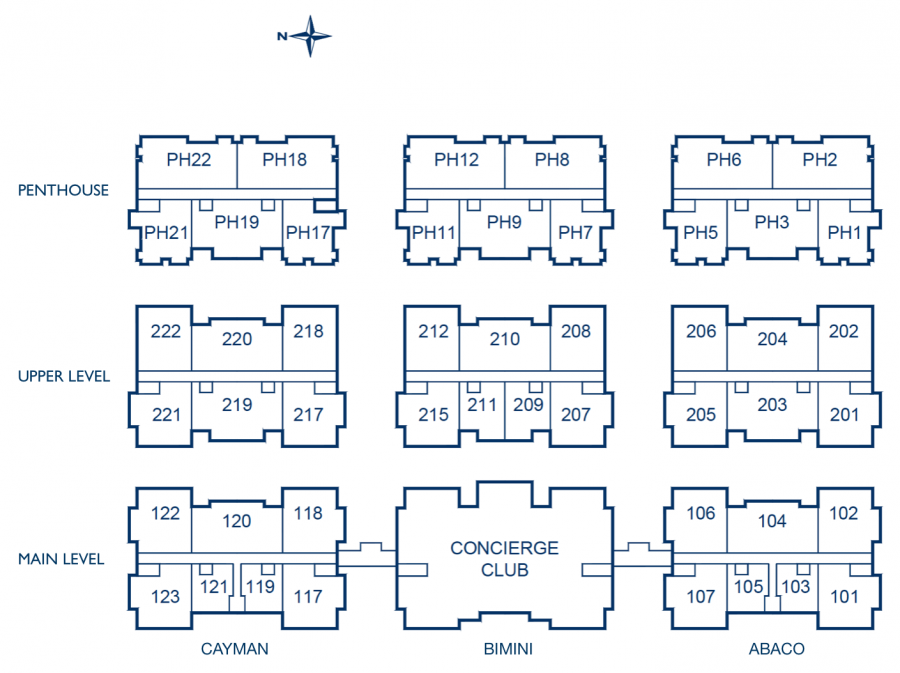 N
PH22 PH18 PH12 PH8 PH6 PH2
PENTHOUSE
PH21 PH19 PH17 PH11 PH9 PH7 PH5 PH3 PH1
222 220 218 212 210 208 206 204 202
UPPER LEVEL
221 219 217 215 211 209 207 205 203 201
122 120 118 106 104 102
MAIN LEVEL
CONCIERGE
CLUB
123 121 119 117 107 105 103 101
CAYMAN BIMINI ABACO